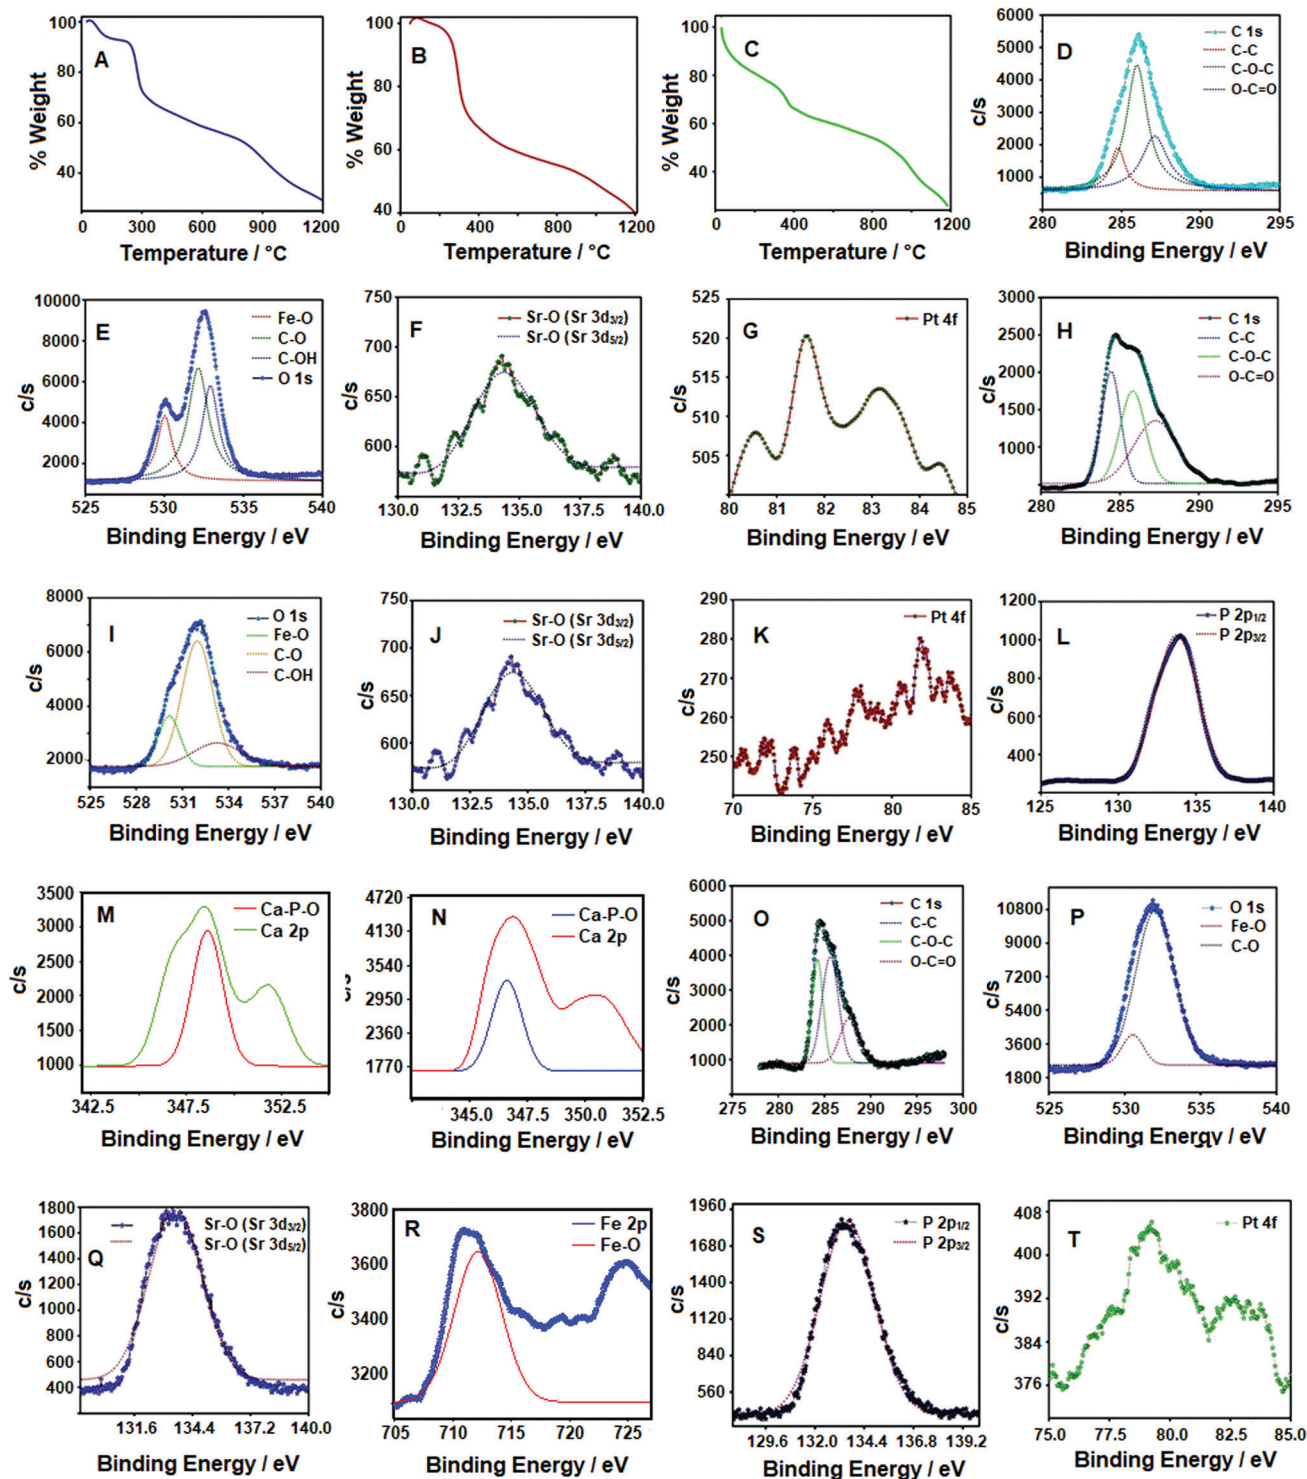 A
% Weight
100
80
60
40
0 300 600 900 1200
Temperature / °C
B
% Weight
100
80
60
40
0 400 800 1200
Temperature / °C
C
% Weight
100
80
60
40
0 400 800 1200
Temperature / °C
D
c/s
6000
5000
4000
3000
2000
1000
C 1s
C-C
C-O-C
O-C=O
280 285 290 295
Binding Energy / eV
E
c/s
10000
8000
6000
4000
2000
Fe-O
C-O
C-OH
O 1s
525 530 535 540
Binding Energy / eV
F
c/s
750
700
650
600
Sr-O (Sr 3d3/2)
Sr-O (Sr 3d5/2)
130.0 132.5 135.0 137.5 140.0
Binding Energy / eV
G
c/s
525
520
515
510
505
Pt 4f
80 81 82 83 84 85
Binding Energy / eV
H
c/s
3000
2500
2000
1500
1000
C 1s
C-C
C-O-C
O-C=O
280 285 290 295
Binding Energy / eV
I
c/s
8000
6000
4000
2000
O 1s
Fe-O
C-O
C-OH
525 528 531 534 537 540
Binding Energy / eV
J
c/s
750
700
650
600
Sr-O (Sr 3d3/2)
Sr-O (Sr 3d5/2)
130.0 132.5 135.0 137.5 140.0
Binding Energy / eV
K
c/s
290
280
270
260
250
Pt 4f
70 75 80 85
Binding Energy / eV
L
c/s
1200
1000
800
600
400
P 2p1/2
P 2p3/2
125 130 135 140
Binding Energy / eV
M
c/s
3500
3000
2500
2000
1500
1000
Ca-P-O
Ca 2p
342.5 347.5 352.5
Binding Energy / eV
N
c/s
4720
4130
3540
2950
2360
1770
Ca-P-O
Ca 2p
345.0 347.5 350.0 352.5
Binding Energy / eV
O
c/s
6000
5000
4000
3000
2000
1000
C 1s
C-C
C-O-C
O-C=O
275 280 285 290 295 300
Binding Energy / eV
P
c/s
10800
9000
7200
5400
3600
1800
O 1s
Fe-O
C-O
525 530 535 540
Binding Energy / eV
Q
c/s
1800
1600
1400
1200
1000
800
600
400
Sr-O (Sr 3d3/2)
Sr-O (Sr 3d5/2)
131.6 134.4 137.2 140.0
Binding Energy / eV
R
c/s
3800
3600
3400
3200
Fe 2p
Fe-O
705 710 715 720 725
Binding Energy / eV
S
c/s
1960
1680
1400
1120
840
560
P 2p1/2
P 2p3/2
129.6 132.0 134.4 136.8 139.2
Binding Energy / eV
T
c/s
408
400
392
384
376
Pt 4f
75.0 77.5 80.0 82.5 85.0
Binding Energy / eV